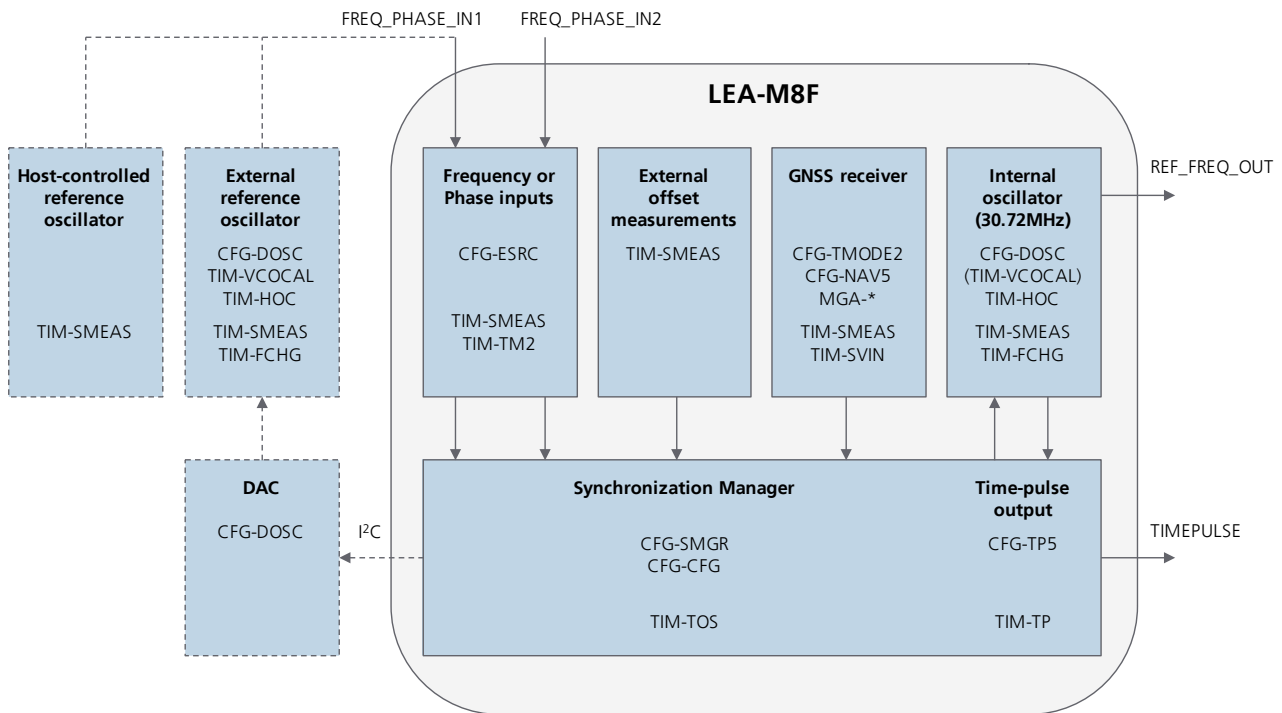 FREQ_PHASE_IN1
FREQ_PHASE_IN2
LEA-M8F
Host-controlled
reference
oscillator
TIM-SMEAS
External
reference
oscillator
CFG-DOSC
TIM-VCOCAL
TIM-HOC
TIM-SMEAS
TIM-FCHG
Frequency or
Phase inputs
CFG-ESRC
TIM-SMEAS
TIM-TM2
External
offset
measurements
TIM-SMEAS
GNSS receiver
CFG-TMODE2
CFG-NAV5
MGA-*
TIM-SMEAS
TIM-SVIN
Internal
oscillator
(30.72MHz)
CFG-DOSC
(TIM-VCOCAL)
TIM-HOC
TIM-SMEAS
TIM-FCHG
REF_FREQ_OUT
DAC
CFG-DOSC
I²C
Synchronization Manager
CFG-SMGR
CFG-CFG
TIM-TOS
Time-pulse
output
CFG-TP5
TIM-TP
TIMEPULSE